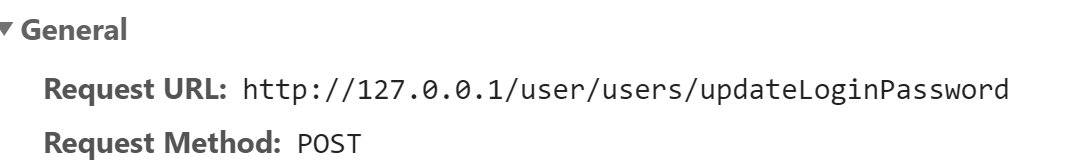 General
Request URL: http://127.0.0.1/user/users/updateLoginPassword
Request Method: POST